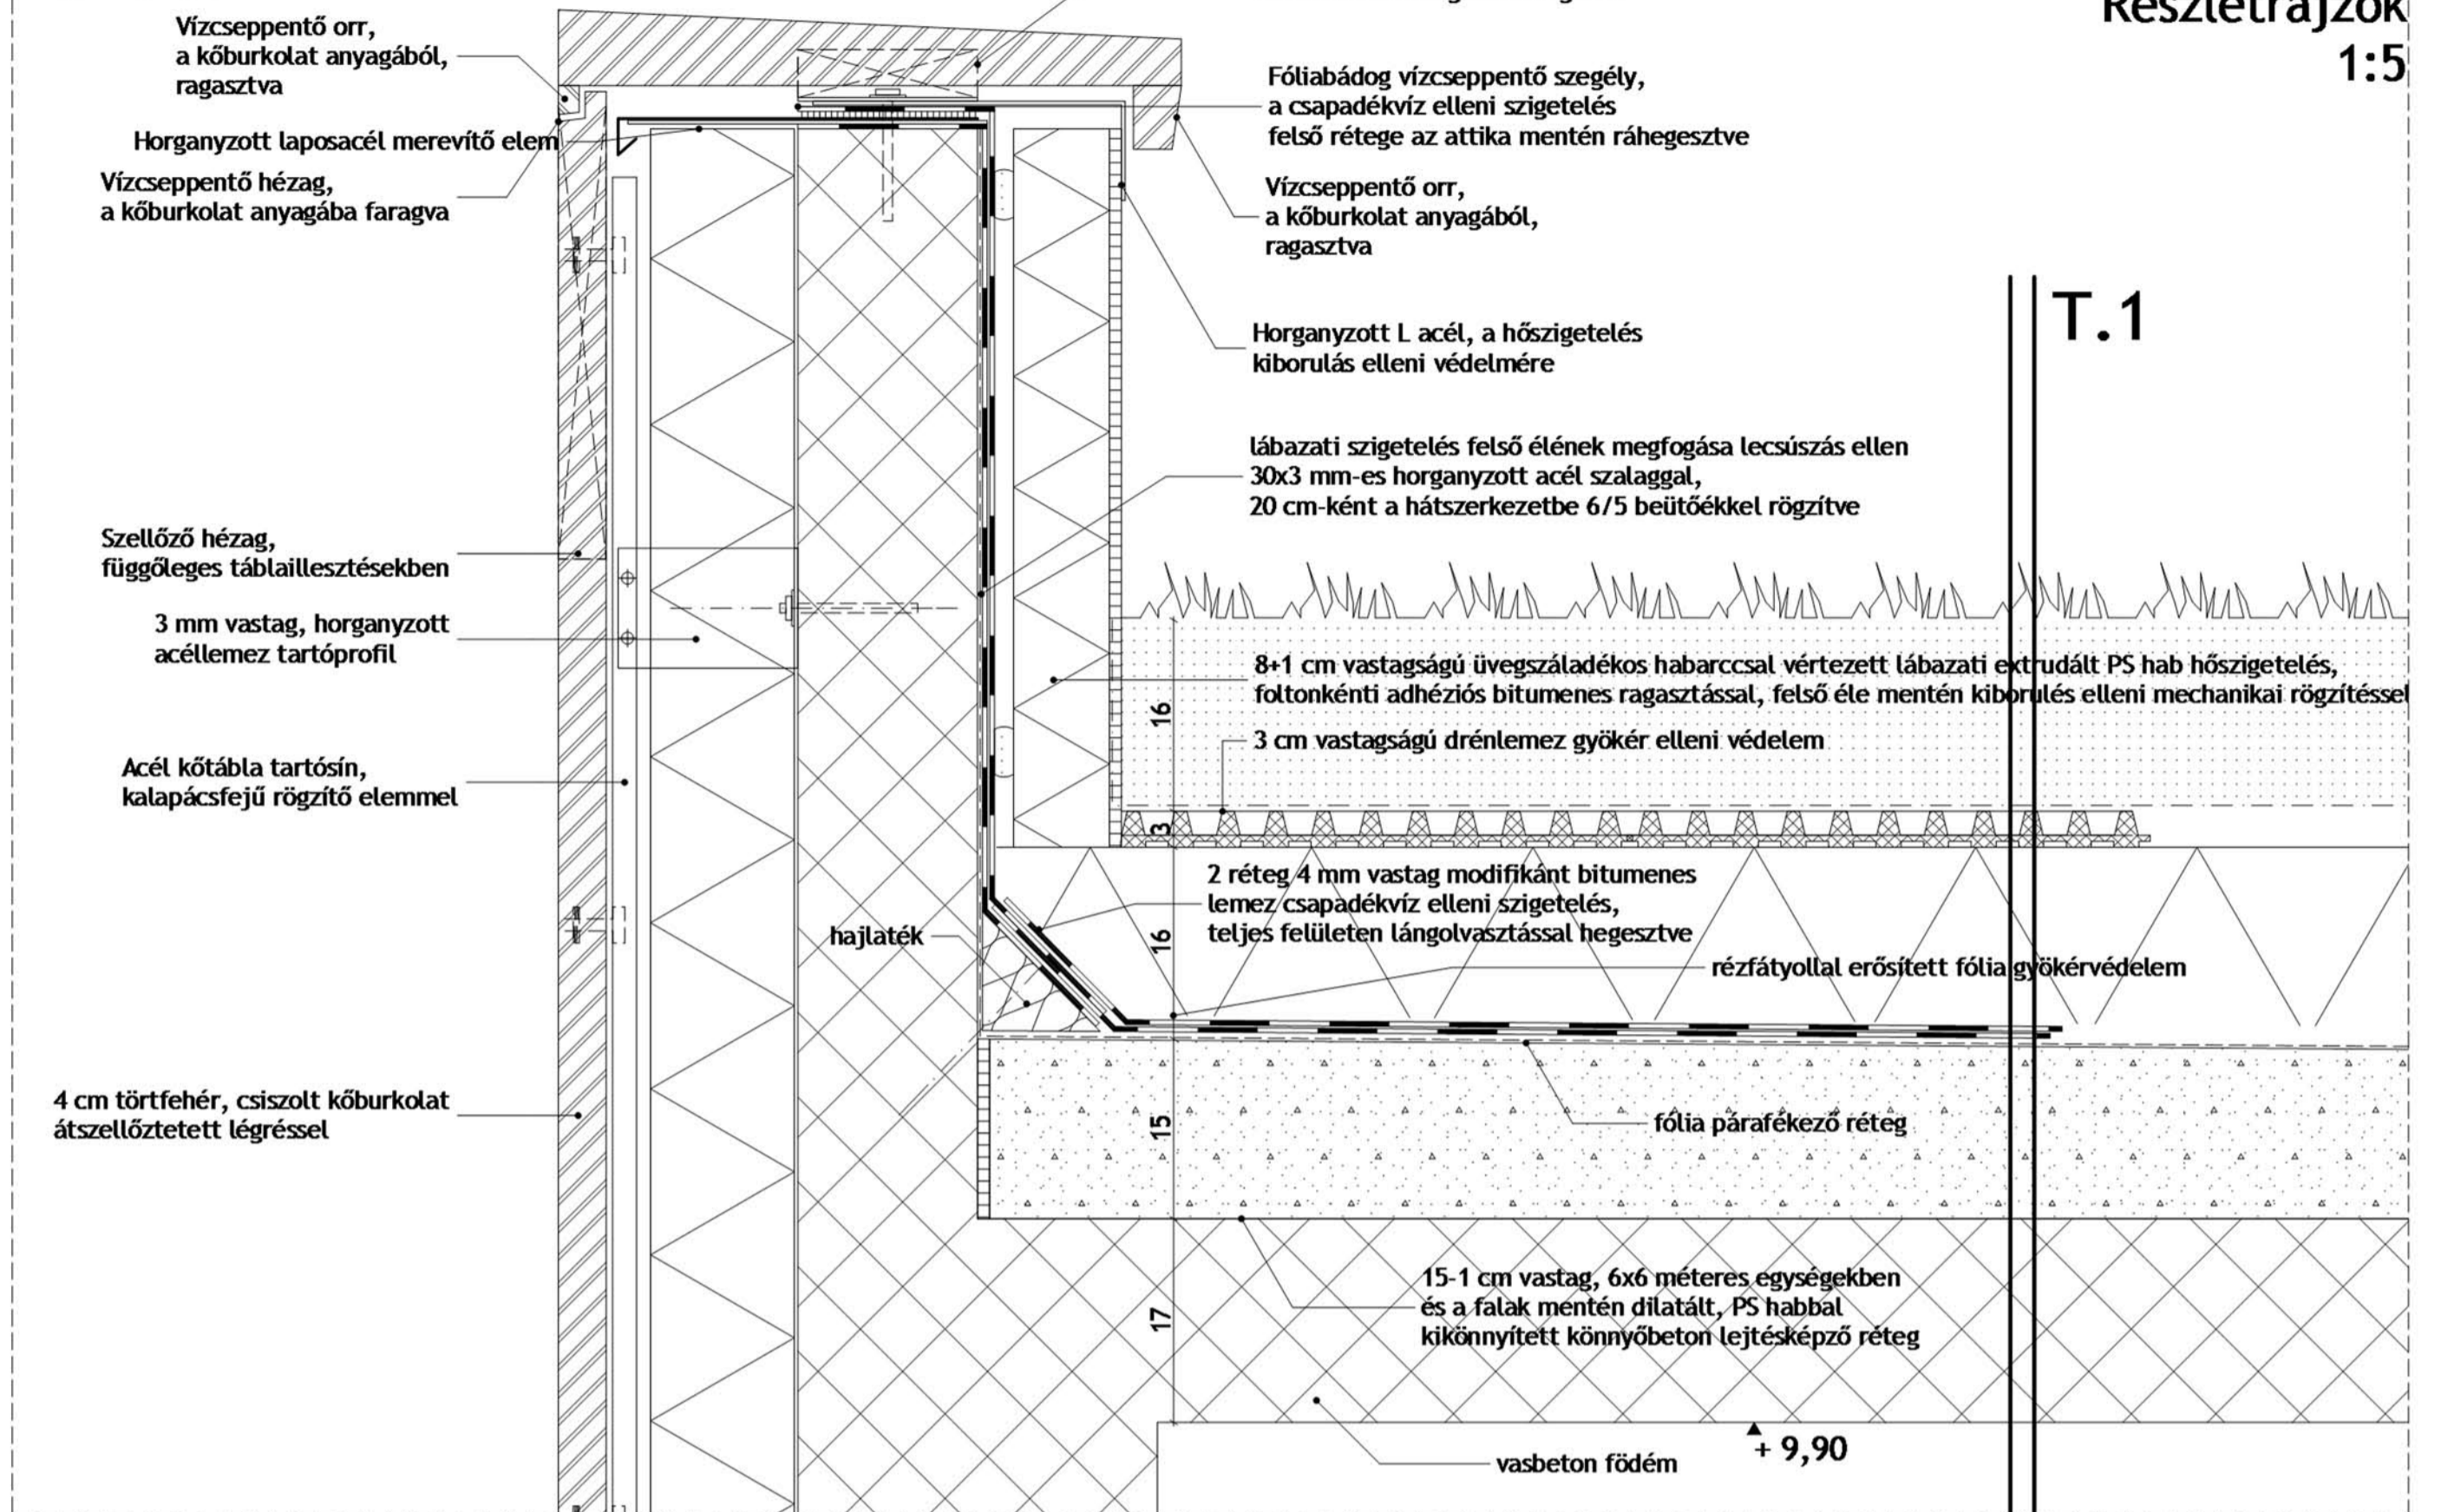 Részletrajzok
1:5
Vízcseppentő orr,
a kőburkolat anyagából,
ragasztva
Horganyzott laposacél merevítő elem
Vízcseppentő hézag,
a kőburkolat anyagába faragva
Szellőző hézag,
függőleges táblaillesztésekben
3 mm vastag, horganyzott
acéllemez tartóprofil
Acél kőtábla tartósín,
kalapácsfejű rögzítő elemmel
4 cm törtfehér, csiszolt kőburkolat
átszellőztetett légréssel
Fóliabádog vízcseppentő szegély,
a csapadékvíz elleni szigetelés
felső rétege az attika mentén ráhegesztve
Vízcseppentő orr,
a kőburkolat anyagából,
ragasztva
Horganyzott L acél, a hőszigetelés
kiborulás elleni védelmére
T.1
lábazati szigetelés felső élének megfogása lecsúszás ellen
30x3 mm-es horganyzott acél szalaggal,
20 cm-ként a hátszerkezetbe 6/5 beütőékkel rögzítve
8+1 cm vastagságú üvegszáladékos habarccsal vértezett lábazati extrudált PS hab hőszigetelés,
foltonkénti adhéziós bitumenes ragasztással, felső éle mentén kiborulés elleni mechanikai rögzítéssel
16
3 cm vastagságú drénlemez gyökér elleni védelem
3
2 réteg 4 mm vastag modifikánt bitumenes
lemez csapadékvíz elleni szigetelés,
teljes felületen lángolvasztással hegesztve
hajlaték
16
rézfátyollal erősített fólia gyökérvédelem
15
fólia párafékező réteg
15-1 cm vastag, 6x6 méteres egységekben
és a falak mentén dilatált, PS habbal
kikönnyített könnyőbeton lejtésképző réteg
17
vasbeton födém
+ 9,90